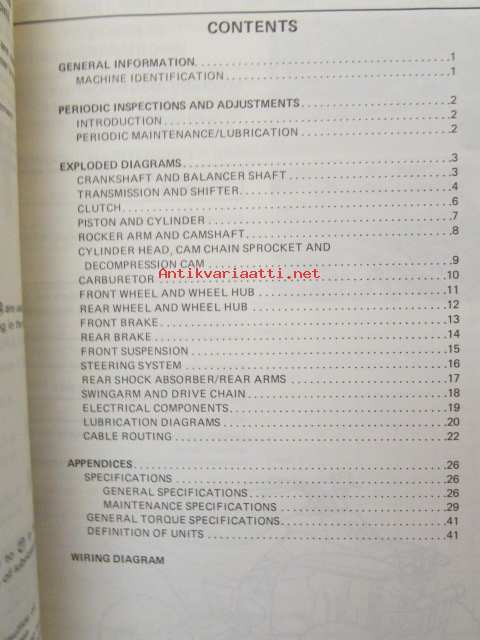 CONTENTS
GENERAL INFORMATION. . . . . . . . . . . . . . . . . . . . . . . . . . . . . . . . . . . . . .1
MACHINE IDENTIFICATION . . . . . . . . . . . . . . . . . . . . . . . . . . . . . . . . . .1
PERIODIC INSPECTIONS AND ADJUSTMENTS . . . . . . . . . . . . . . . . . . . . . .2
INTRODUCTION . . . . . . . . . . . . . . . . . . . . . . . . . . . . . . . . . . . . . . . . . .2
PERIODIC MAINTENANCE/LUBRICATION . . . . . . . . . . . . . . . . . . . . . . .2
EXPLODED DIAGRAMS. . . . . . . . . . . . . . . . . . . . . . . . . . . . . . . . . . . . . . . .3
CRANKSHAFT AND BALANCER SHAFT . . . . . . . . . . . . . . . . . . . . . . . . .3
TRANSMISSION AND SHIFTER. . . . . . . . . . . . . . . . . . . . . . . . . . . . . . . .4
CLUTCH. . . . . . . . . . . . . . . . . . . . . . . . . . . . . . . . . . . . . . . . . . . . . . . . .6
PISTON AND CYLINDER . . . . . . . . . . . . . . . . . . . . . . . . . . . . . . . . . . . .7
ROCKER ARM AND CAMSHAFT. . . . . . . . . . . . . . . . . . . . . . . . . . . . . . .8
CYLINDER HEAD, CAM CHAIN SPROCKET AND
DECOMPRESSION CAM . . . . . . . . . . . . . . . . . . . . . . . . . . . . . . . . . . . .9
Antikvariaatti.net
CARBURETOR . . . . . . . . . . . . . . . . . . . . . . . . . . . . . . . . . . . . . . . . . . .10
FRONT WHEEL AND WHEEL HUB . . . . . . . . . . . . . . . . . . . . . . . . . . . .11
REAR WHEEL AND WHEEL HUB . . . . . . . . . . . . . . . . . . . . . . . . . . . . .12
FRONT BRAKE. . . . . . . . . . . . . . . . . . . . . . . . . . . . . . . . . . . . . . . . . . .13
REAR BRAKE . . . . . . . . . . . . . . . . . . . . . . . . . . . . . . . . . . . . . . . . . . . .14
FRONT SUSPENSION . . . . . . . . . . . . . . . . . . . . . . . . . . . . . . . . . . . . . .15
STEERING SYSTEM . . . . . . . . . . . . . . . . . . . . . . . . . . . . . . . . . . . . . . .16
REAR SHOCK ABSORBER/REAR ARMS . . . . . . . . . . . . . . . . . . . . . . . .17
SWINGARM AND DRIVE CHAIN. . . . . . . . . . . . . . . . . . . . . . . . . . . . . .18
ELECTRICAL COMPONENTS. . . . . . . . . . . . . . . . . . . . . . . . . . . . . . . . .19
LUBRICATION DIAGRAMS . . . . . . . . . . . . . . . . . . . . . . . . . . . . . . . . . .20
CABLE ROUTING . . . . . . . . . . . . . . . . . . . . . . . . . . . . . . . . . . . . . . . . .22
APPENDICES. . . . . . . . . . . . . . . . . . . . . . . . . . . . . . . . . . . . . . . . . . . . . .26
SPECIFICATIONS . . . . . . . . . . . . . . . . . . . . . . . . . . . . . . . . . . . . . . . . .26
GENERAL SPECIFICATIONS . . . . . . . . . . . . . . . . . . . . . . . . . . . . . . .26
MAINTENANCE SPECIFICATIONS . . . . . . . . . . . . . . . . . . . . . . . . . .29
GENERAL TORQUE SPECIFICATIONS. . . . . . . . . . . . . . . . . . . . . . . . . .41
DEFINITION OF UNITS . . . . . . . . . . . . . . . . . . . . . . . . . . . . . . . . . . . .41
WIRING DIAGRAM